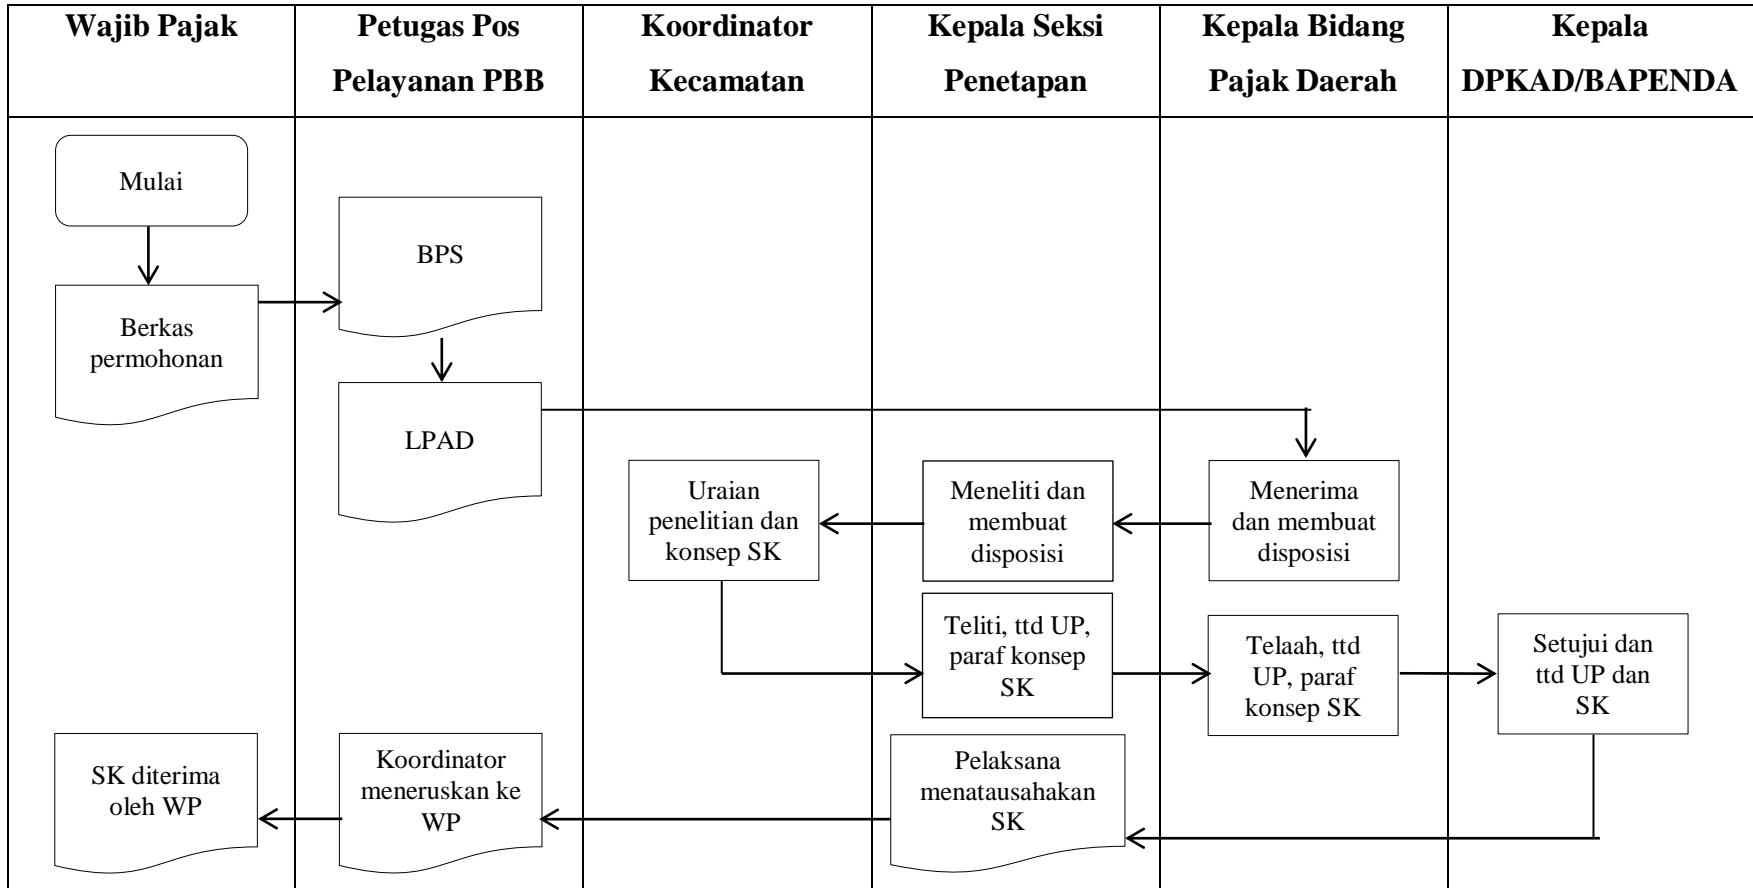 Wajib Pajak
Petugas Pos
Pelayanan PBB
Koordinator
Kecamatan
Kepala Seksi
Penetapan
Kepala Bidang
Pajak Daerah
Kepala
DPKAD/BAPENDA
Mulai
BPS
Berkas
permohonan
LPAD
Uraian
penelitian dan
konsep SK
Meneliti dan
membuat
disposisi
Menerima
dan membuat
disposisi
Teliti, ttd UP,
paraf konsep
SK
Telaah, ttd
UP, paraf
konsep SK
Setujui dan
ttd UP dan
SK
SK diterima
oleh WP
Koordinator
meneruskan ke
WP
Pelaksana
menatausahakan
SK